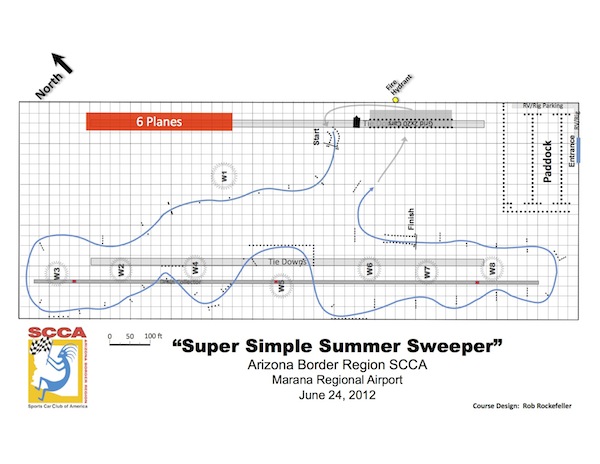 North
Fire
Hydrant
RV/Rig Parking
6 Planes
Start
Paddock
Entrance
W1
Finish
W3
W2
W4
Tie Downs
W5
W6
W7
W8
SCCA
ARIZONA BORDER REGION
Sports Car Club of America
0 50 100 ft
“Super Simple Summer Sweeper”
Arizona Border Region SCCA
Marana Regional Airport
June 24, 2012
Course Design: Rob Rockefeller